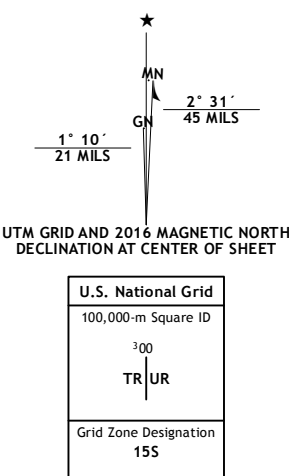 ★
MN
GN
2° 31´
45 MILS
1° 10´
21 MILS
UTM GRID AND 2016 MAGNETIC NORTH
DECLINATION AT CENTER OF SHEET
U.S. National Grid
100,000-m Square ID
³00
TR UR
Grid Zone Designation
15S